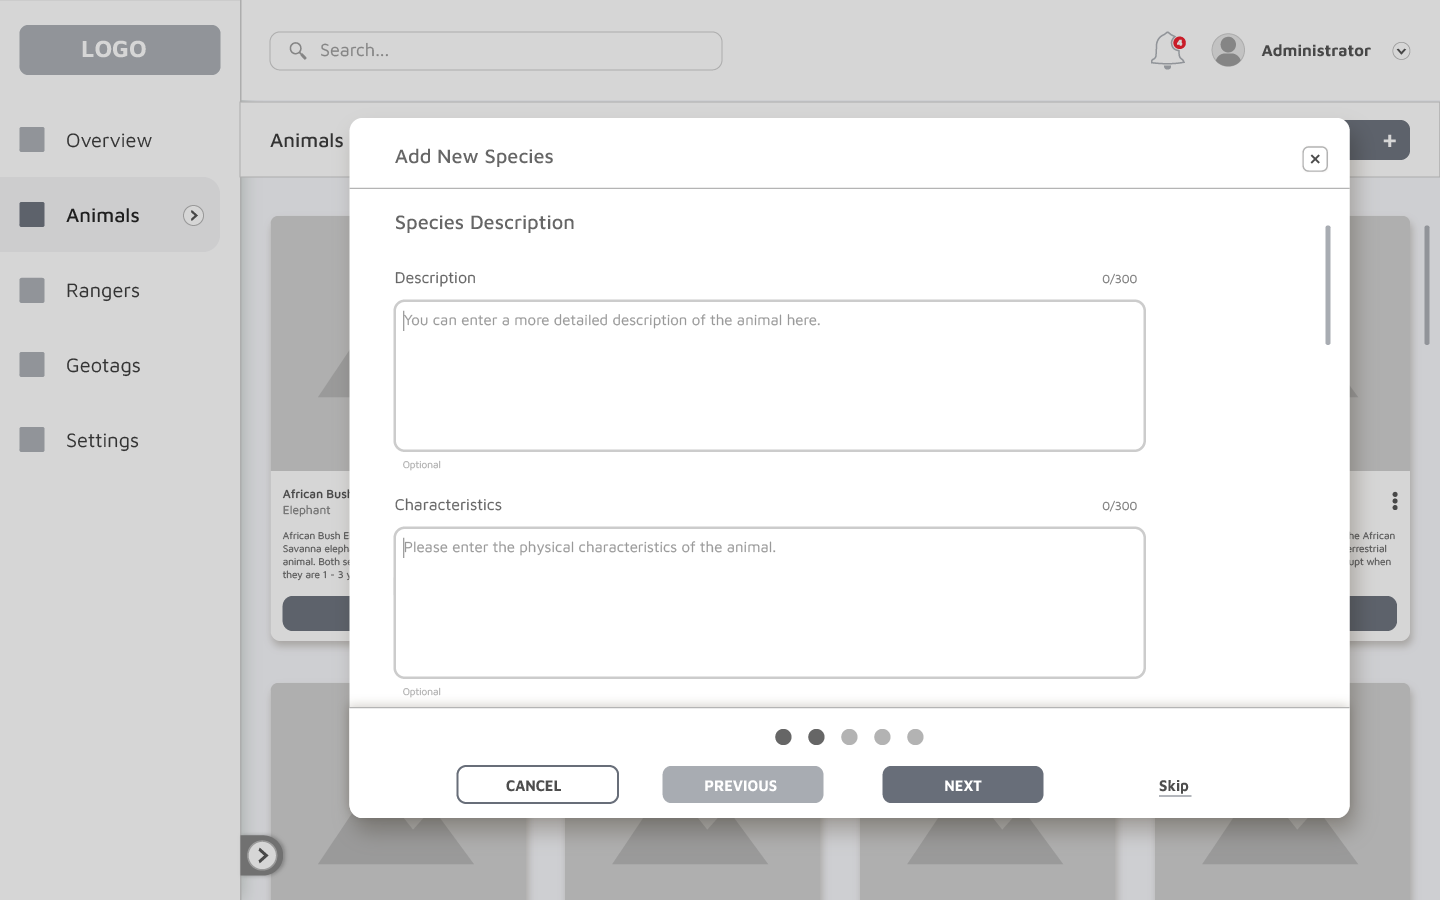 LOGO
Search...
4
Administrator
Overview
Animals
Rangers
Geotags
Settings
Animals
+
Add New Species
Species Description
Description
0/300
You can enter a more detailed description of the animal here.
Optional
Characteristics
0/300
Please enter the physical characteristics of the animal.
Optional
CANCEL
PREVIOUS
NEXT
Skip
African Bush
Elephant
African Bush E
Savanna eleph
animal. Both se
they are 1 - 3 y
he African
errestrial
upt when